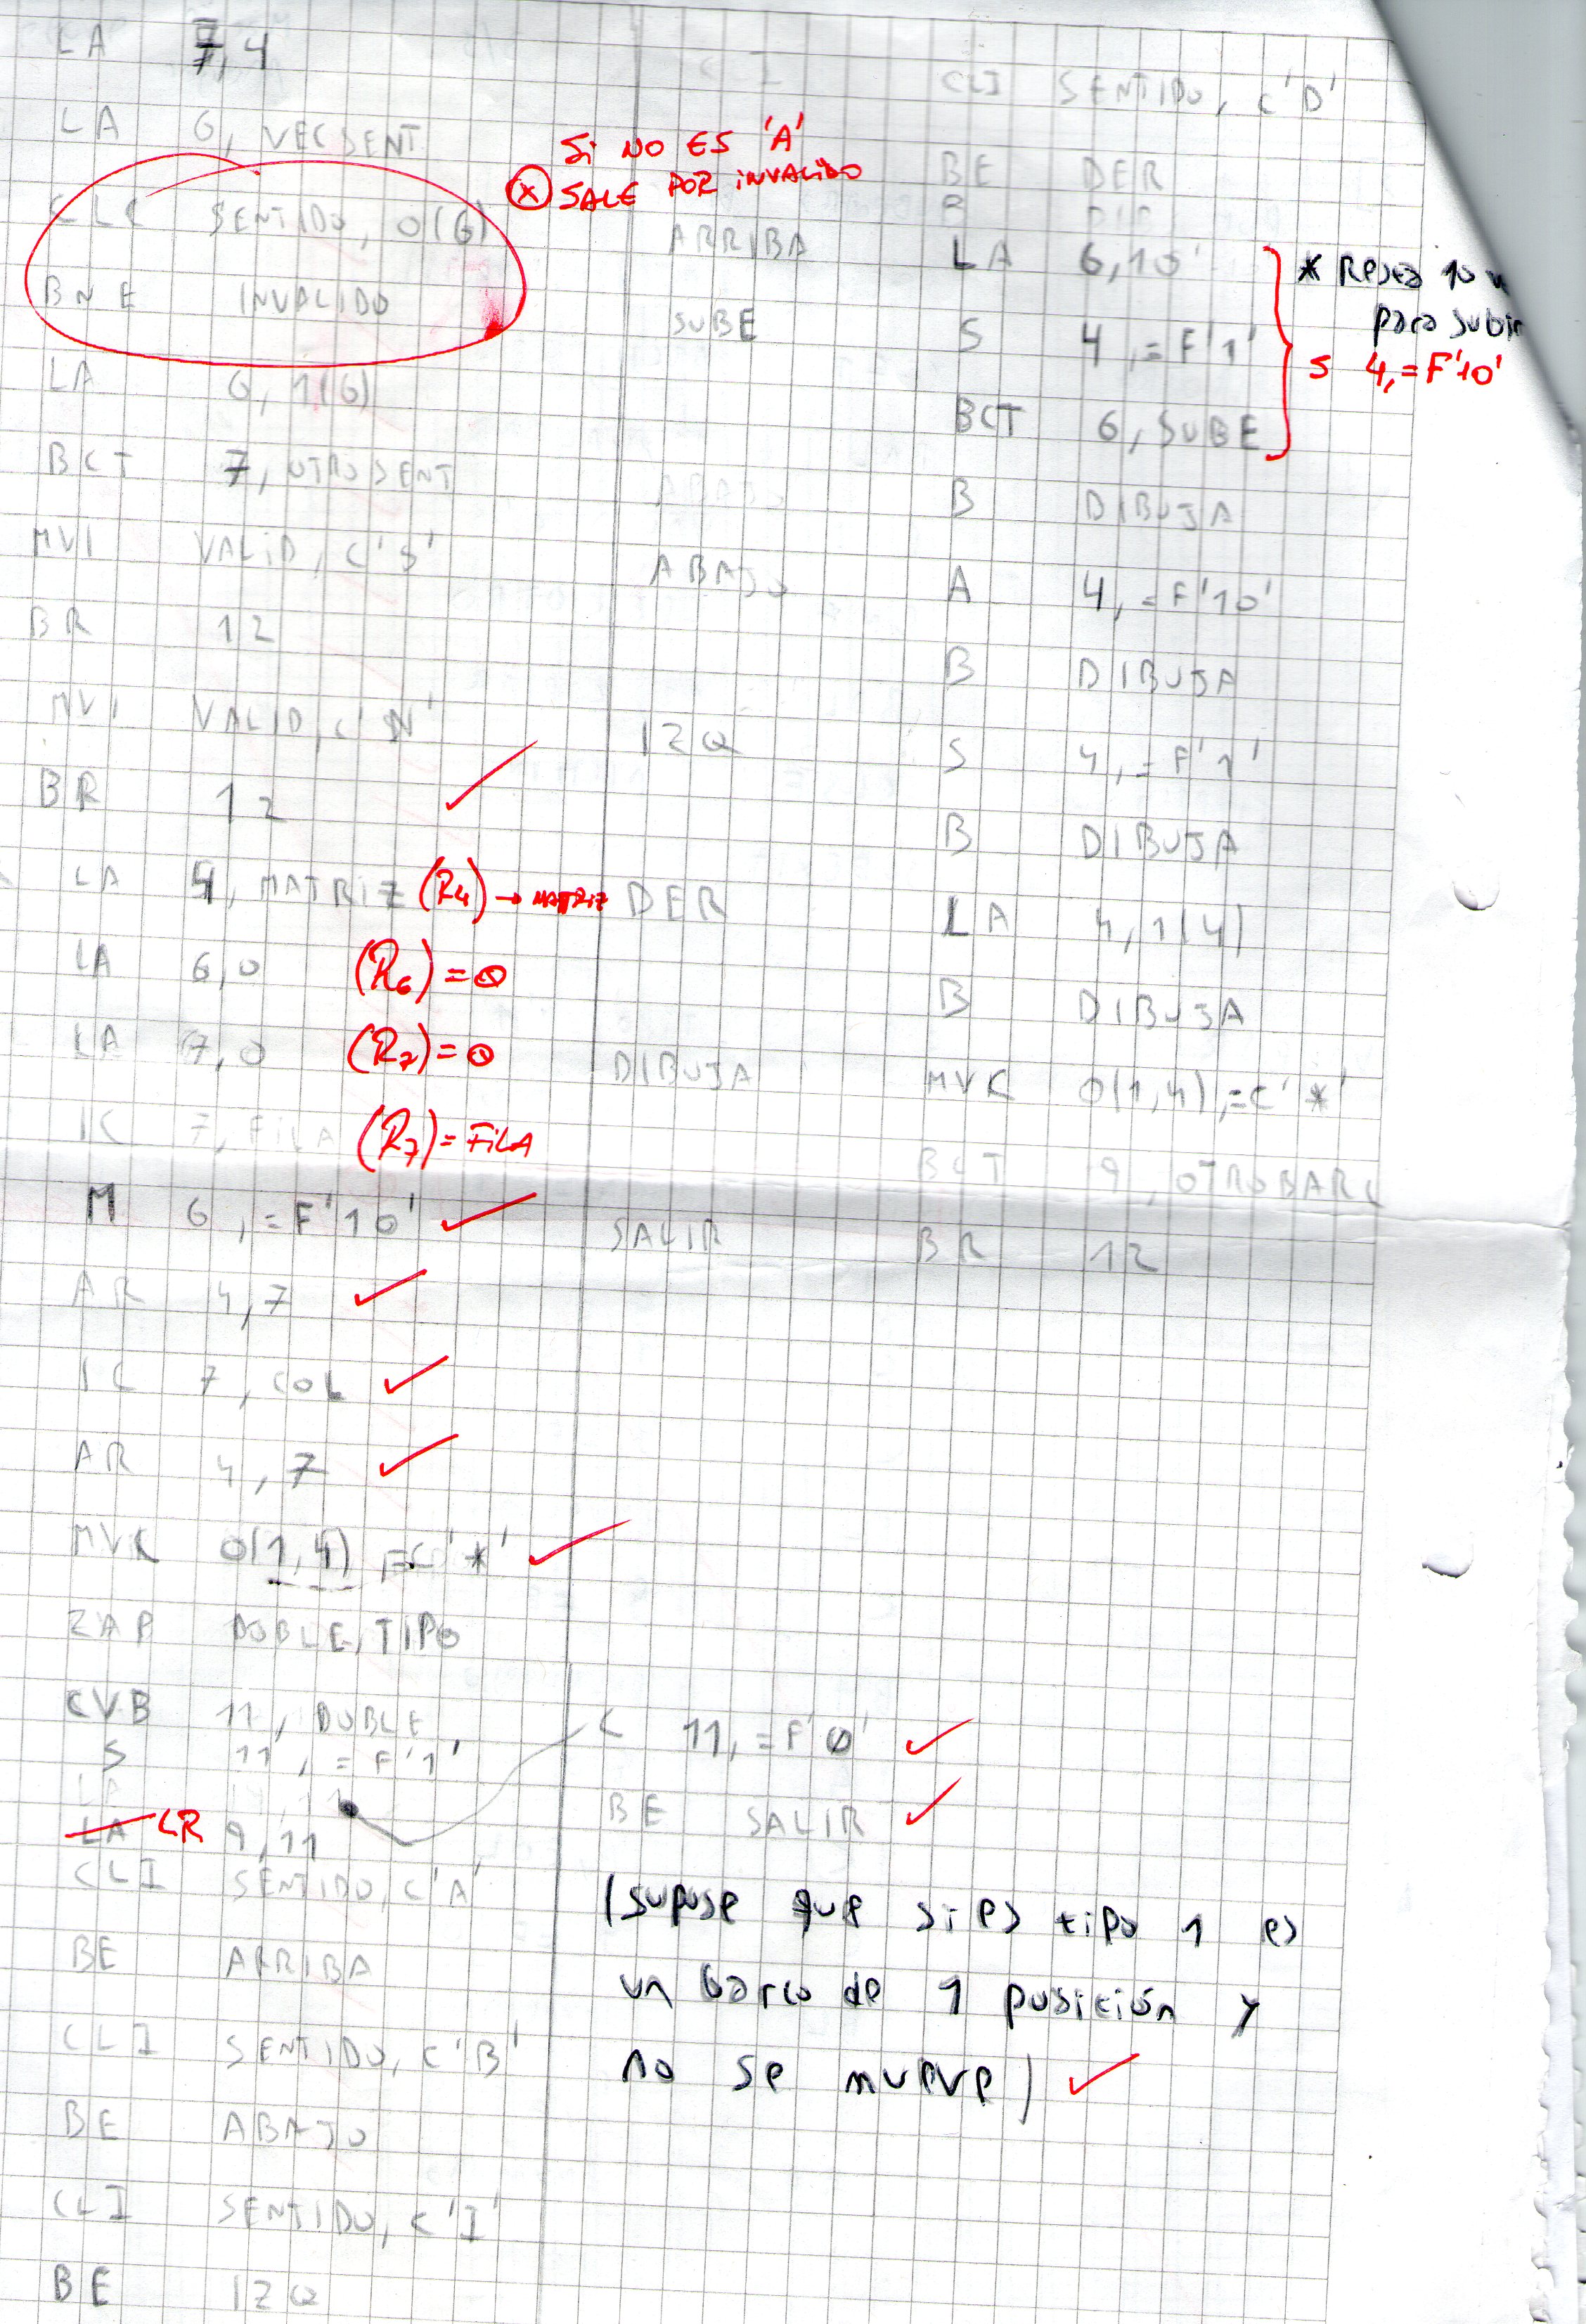 LA 7,4
LA 6, VECSENT
CLC SENTIDO, 0(6)
BNE INVALIDO
Si NO ES 'A'
(X) SALE POR INVALIDO
LA 6, 1(6)
BCT 7, OTROSENT
MVI VALID, C'S'
BR 12
MVI VALID, C'N'
BR 12
LA 4, MATRIZ (R4) → MATRIZ
LA 6,0 (R6) = 0
LA 7,0 (R7) = 0
IC 7, FILA (R7) = FILA
M 6, =F'10'
AR 4,7
IC 7, COL
AR 4,7
MVC 0(1,4), =C'*'
ZAP DOBLE, TIPO
CVB 11, DOBLE
S 11, =F'1'
LA LR 9,11
CLI SENTIDO, C'A'
BE ARRIBA
CLI SENTIDO, C'B'
BE ABAJO
CLI SENTIDO, C'I'
BE IZQ
CLI
CLI SENTIDO, C'D'
BE DER
ARRIBA LA 6,10
SUBE S 4,=F'1'
BCT 6, SUBE
* Resta 10
para subir
S 4,=F'10'
B DIBUJA
ABAJO A 4,=F'10'
B DIBUJA
IZQ S 4,=F'1'
B DIBUJA
DER LA 4,1(4)
B DIBUJA
DIBUJA MVC 0(1,4),=C'*'
BCT 9, OTROBARC
SALIR BR 12
C 11,=F'0'
BE SALIR
(supuse que si es tipo 1 es
un barco de 1 posición y
no se mueve)